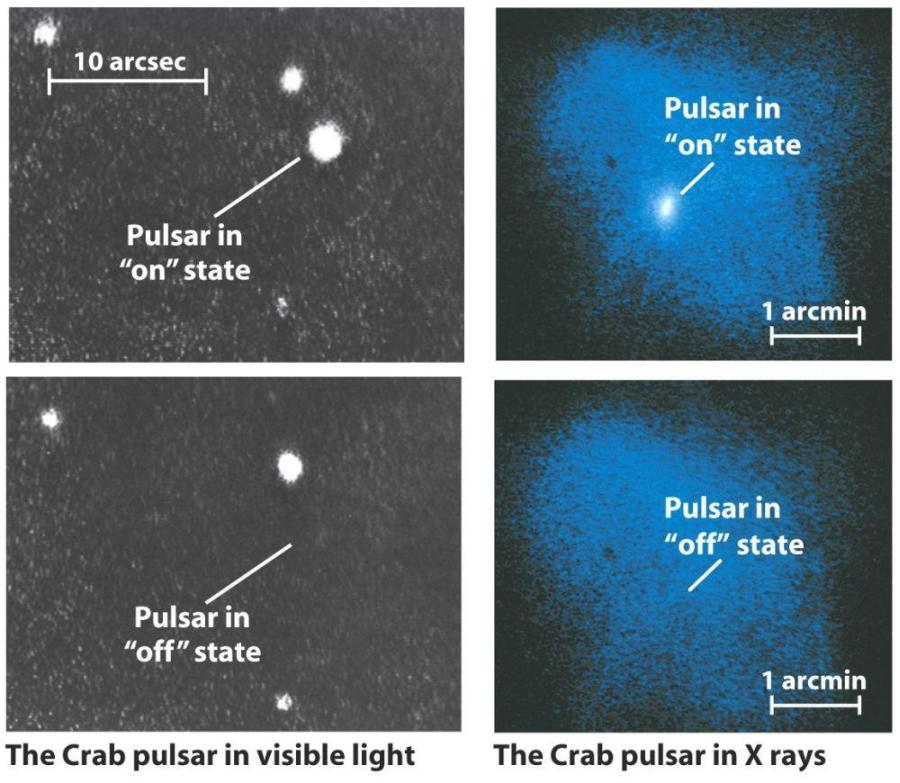 10 arcsec
Pulsar in
“on” state
Pulsar in
“on” state
1 arcmin
Pulsar in
“off” state
Pulsar in
“off” state
1 arcmin
The Crab pulsar in visible light
The Crab pulsar in X rays